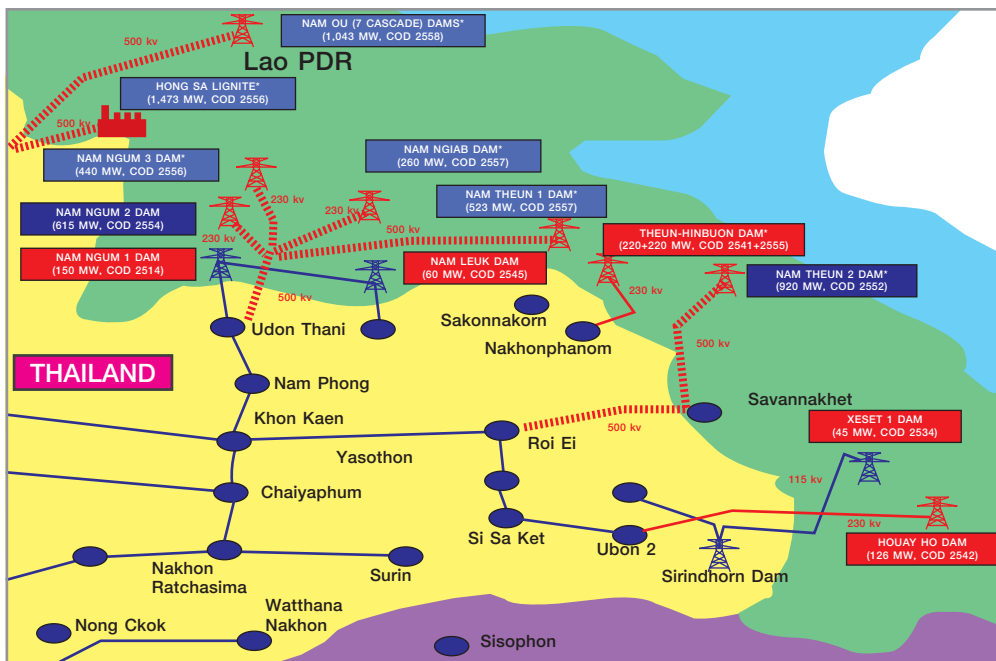 NAM OU (7 CASCADE) DAMS*
(1,043 MW, COD 2558)
500 kv
Lao PDR
HONG SA LIGNITE*
(1,473 MW, COD 2556)
500 kv
NAM NGUM 3 DAM*
(440 MW, COD 2556)
NAM NGIAB DAM*
(260 MW, COD 2557)
230 kv
NAM THEUN 1 DAM*
(523 MW, COD 2557)
NAM NGUM 2 DAM
(615 MW, COD 2554)
230 kv
230 kv
500 kv
THEUN-HINBUON DAM*
(220+220 MW COD 2541+2555)
NAM NGUM 1 DAM
(150 MW, COD 2514)
NAM LEUK DAM
(60 MW, COD 2545)
NAM THEUN 2 DAM*
(920 MW, COD 2552)
230 kv
500 kv
Sakonnakorn
Udon Thani
Nakhonphanom
500 kv
THAILAND
Nam Phong
Savannakhet
Khon Kaen
500 kv
XESET 1 DAM
(45 MW, COD 2534)
Roi Ei
Yasothon
115 kv
Chaiyaphum
Si Sa Ket
230 kv
Ubon 2
HOUAY HO DAM
(126 MW, COD 2542)
Nakhon
Ratchasima
Surin
Sirindhorn Dam
Watthana
Nakhon
Nong Ckok
Sisophon